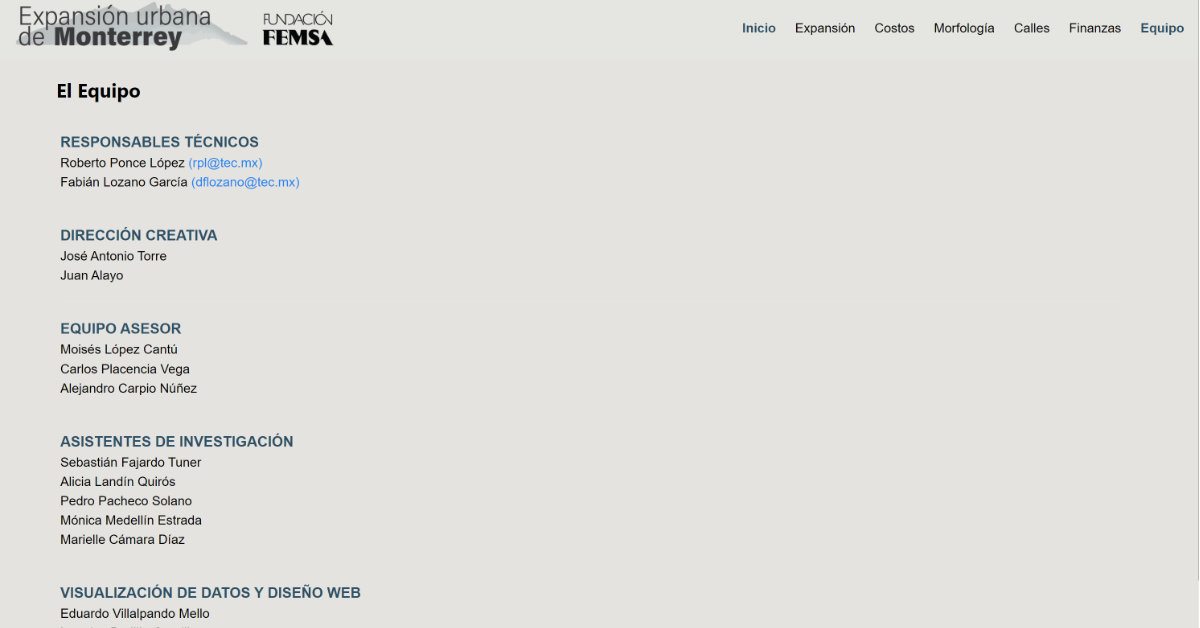 Expansión urbana
de Monterrey
FUNDACIÓN
FEMSA
Inicio Expansión Costos Morfología Calles Finanzas Equipo
El Equipo
RESPONSABLES TÉCNICOS
Roberto Ponce López (rpl@tec.mx)
Fabián Lozano García (dflozano@tec.mx)
DIRECCIÓN CREATIVA
José Antonio Torre
Juan Alayo
EQUIPO ASESOR
Moisés López Cantú
Carlos Placencia Vega
Alejandro Carpio Núñez
ASISTENTES DE INVESTIGACIÓN
Sebastián Fajardo Tuner
Alicia Landín Quirós
Pedro Pacheco Solano
Mónica Medellín Estrada
Marielle Cámara Díaz
VISUALIZACIÓN DE DATOS Y DISEÑO WEB
Eduardo Villalpando Mello